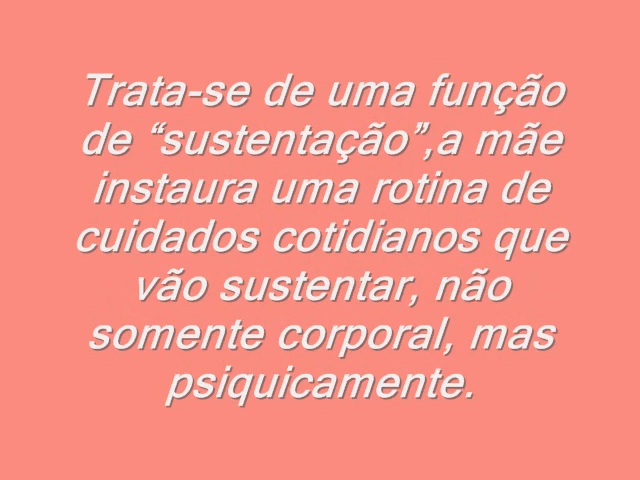 Trata-se de uma função
de “sustentação”,a mãe
instaura uma rotina de
cuidados cotidianos que
vão sustentar, não
somente corporal, mas
psiquicamente.